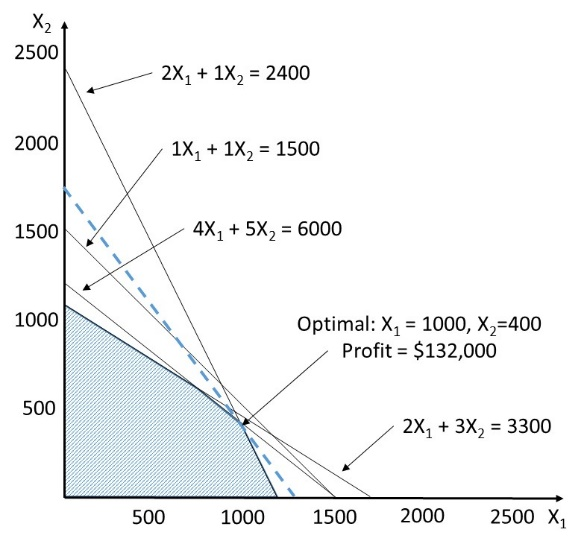 X₂
2500
2X₁ + 1X₂ = 2400
2000
1X₁ + 1X₂ = 1500
1500
4X₁ + 5X₂ = 6000
1000
Optimal: X₁ = 1000, X₂=400
Profit = $132,000
500
2X₁ + 3X₂ = 3300
500 1000 1500 2000 2500 X₁